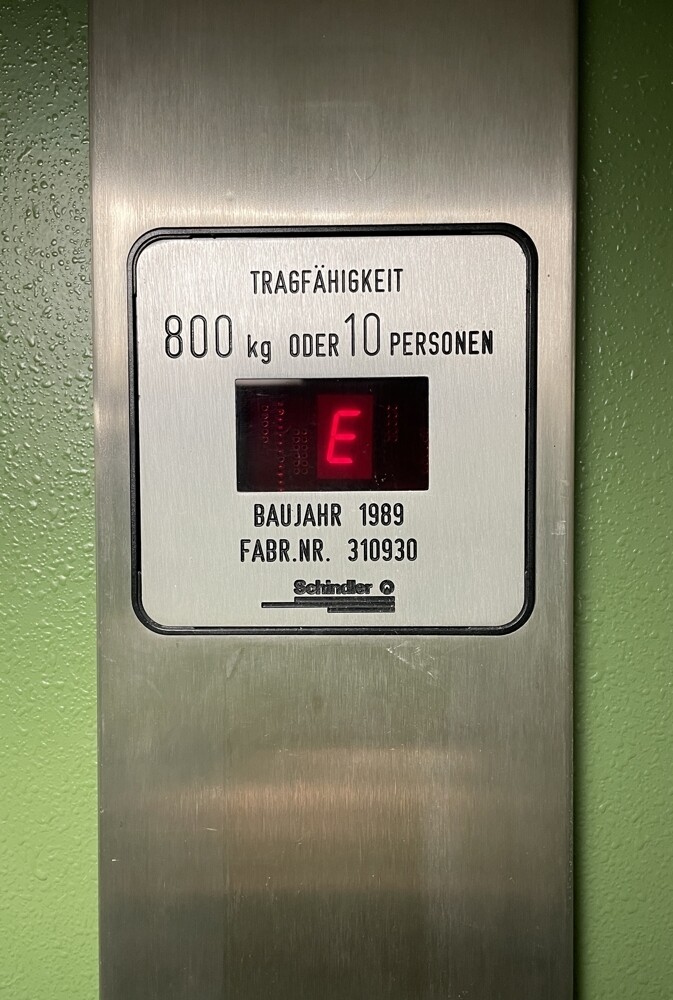 TRAGFÄHIGKEIT
800 kg ODER 10 PERSONEN
E
BAUJAHR 1989
FABR.NR. 310930
Schindler